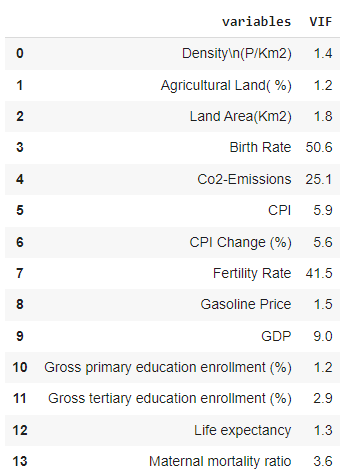 variables VIF
0 Density\n(P/Km2) 1.4
1 Agricultural Land( %) 1.2
2 Land Area(Km2) 1.8
3 Birth Rate 50.6
4 Co2-Emissions 25.1
5 CPI 5.9
6 CPI Change (%) 5.6
7 Fertility Rate 41.5
8 Gasoline Price 1.5
9 GDP 9.0
10 Gross primary education enrollment (%) 1.2
11 Gross tertiary education enrollment (%) 2.9
12 Life expectancy 1.3
13 Maternal mortality ratio 3.6